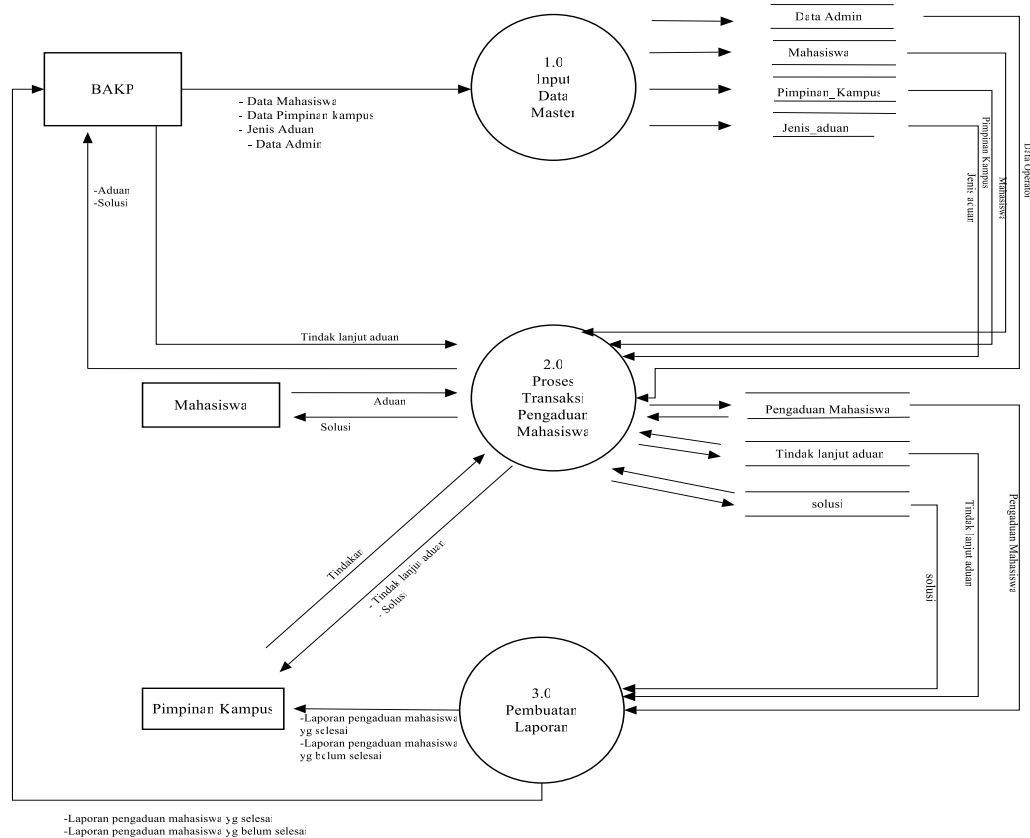 Data Admin
1.0
Input
Data
Master
Mahasiswa
BAKP
Pimpinan_Kampus
- Data Mahasiswa
- Data Pimpinan kampus
- Jenis Aduan
- Data Admin
Jenis_aduan
Pimpinan Kampus
Data Operator
Mahasiswa
Jenis aduan
-Aduan
-Solusi
Tindak lanjut aduan
2.0
Proses
Transaksi
Pengaduan
Mahasiswa
Mahasiswa
Aduan
Solusi
Pengaduan Mahasiswa
Tindak lanjut aduan
solusi
Tindak lanjut aduan
Pengaduan Mahasiswa
solusi
Tindakan
- Tindak lanjut aduan
- Solusi
3.0
Pembuatan
Laporan
Pimpinan Kampus
-Laporan pengaduan mahasiswa
yg selesai
-Laporan pengaduan mahasiswa
yg belum selesai
-Laporan pengaduan mahasiswa yg selesai
-Laporan pengaduan mahasiswa yg belum selesai